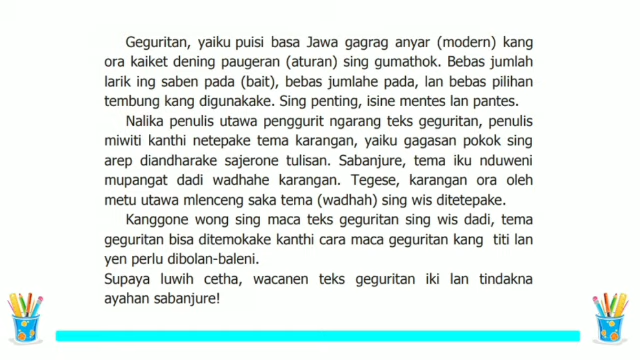 Geguritan, yaiku puisi basa Jawa gagrag anyar (modern) kang
ora kaiket dening paugeran (aturan) sing gumathok. Bebas jumlah
larik ing saben pada (bait), bebas jumlahe pada, lan bebas pilihan
tembung kang digunakake. Sing penting, isine mentes lan pantes.
Nalika penulis utawa penggurit ngarang teks geguritan, penulis
miwiti kanthi netepake tema karangan, yaiku gagasan pokok sing
arep diandharake sajerone tulisan. Sabanjure, tema iku nduweni
mupangat dadi wadhahe karangan. Tegese, karangan ora oleh
metu utawa mlenceng saka tema (wadhah) sing wis ditetepake.
Kanggone wong sing maca teks geguritan sing wis dadi, tema
geguritan bisa ditemokake kanthi cara maca geguritan kang titi lan
yen perlu dibolan-baleni.
Supaya luwih cetha, wacanen teks geguritan iki lan tindakna
ayahan sabanjure!